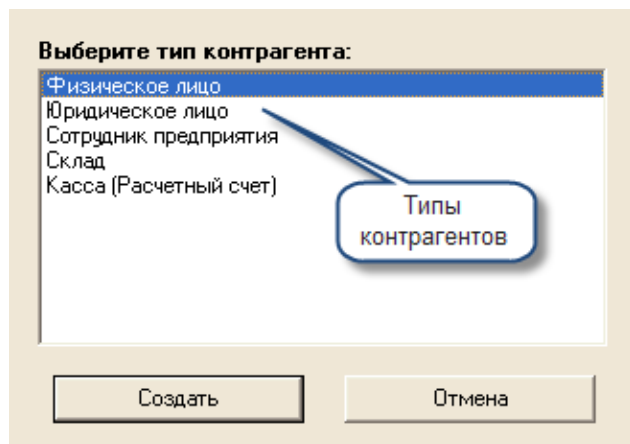 Выберите тип контрагента:
Физическое лицо
Юридическое лицо
Сотрудник предприятия
Склад
Касса (Расчетный счет)
Типы
контрагентов
Создать
Отмена